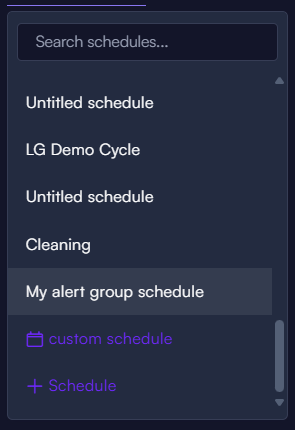 Search schedules...
Untitled schedule
LG Demo Cycle
Untitled schedule
Cleaning
My alert group schedule
custom schedule
Schedule